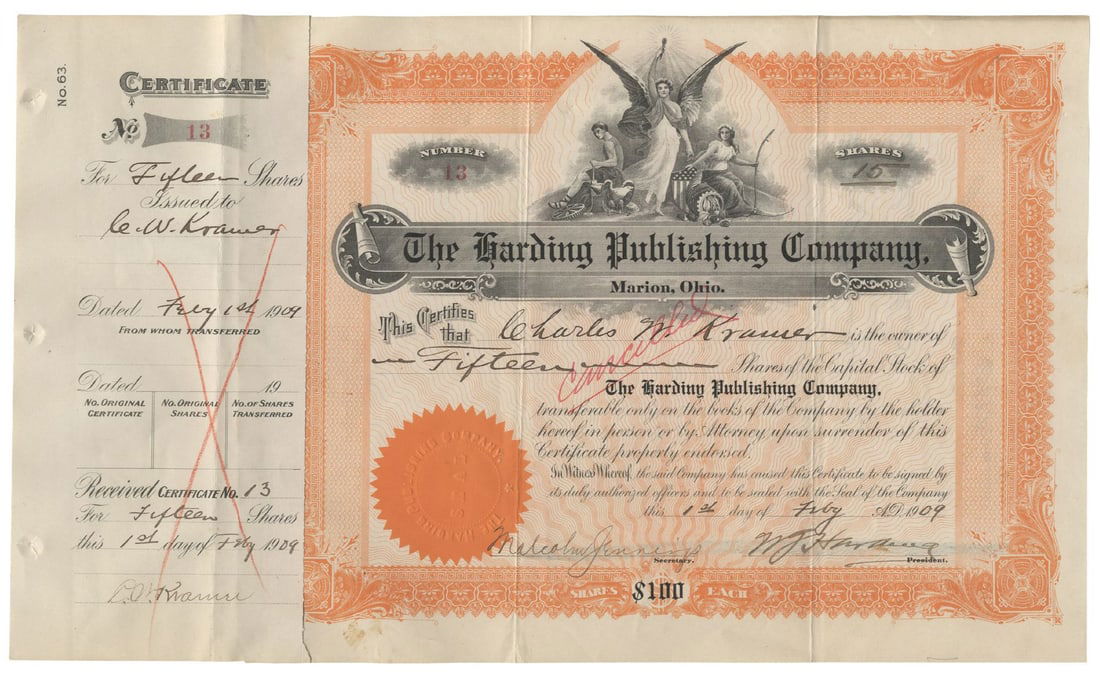 No. 63.
CERTIFICATE
No 13
For Fifteen Shares
Issued to
C. W. Kramer
Dated Feby 1st 1909
FROM WHOM TRANSFERRED
Dated 19
NO. ORIGINAL CERTIFICATE NO. ORIGINAL SHARES NO. OF SHARES TRANSFERRED
Received CERTIFICATE NO. 13
For Fifteen Shares
this 1st day of Feby 1909
C. W. Kramer
NUMBER 13
SHARES 15
The Harding Publishing Company,
Marion, Ohio.
This Certifies that Charles W. Kramer is the owner of
Fifteen Shares of the Capital Stock of
Cancelled
The Harding Publishing Company.
transferable only on the books of the Company by the holder
hereof in person or by Attorney upon surrender of this
Certificate properly endorsed.
In Witness Whereof, the said Company has caused this Certificate to be signed by
its duly authorized officers and to be sealed with the Seal of the Company
this 1st day of Feby A.D. 1909
Malcolm Jennings
Secretary.
W G Harding
President.
SHARES $100 EACH